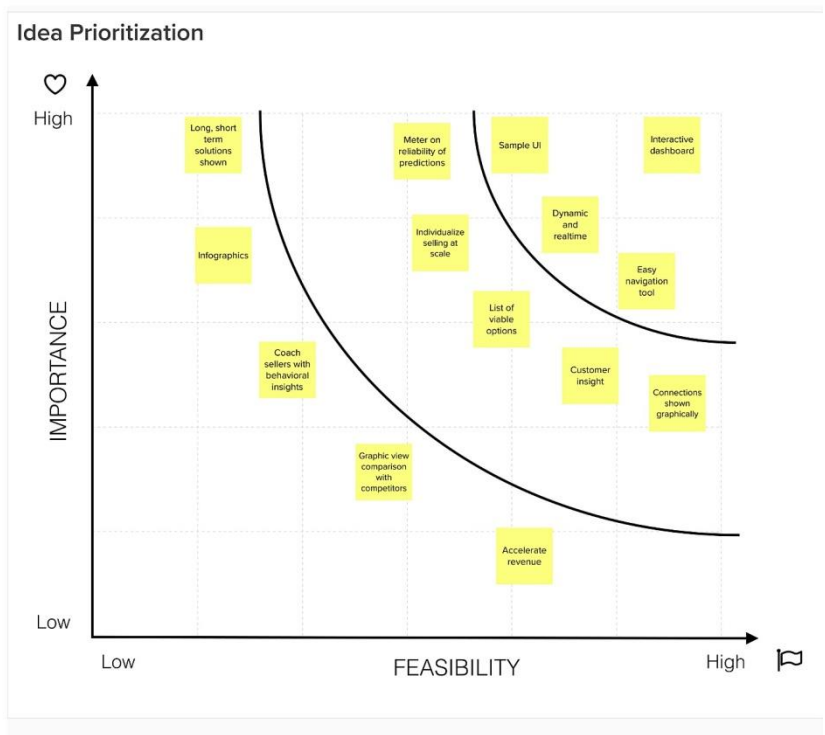 Idea Prioritization
High
Long, short
term
solutions
shown
Meter on
reliability of
predictions
Sample UI
Interactive
dashboard
Dynamic
and
realtime
Infographics
Individualize
selling at
scale
Easy
navigation
tool
List of
viable
options
IMPORTANCE
Coach
sellers with
behavioral
insights
Customer
insight
Connections
shown
graphically
Graphic view
comparison
with
competitors
Accelerate
revenue
Low
Low
FEASIBILITY
High